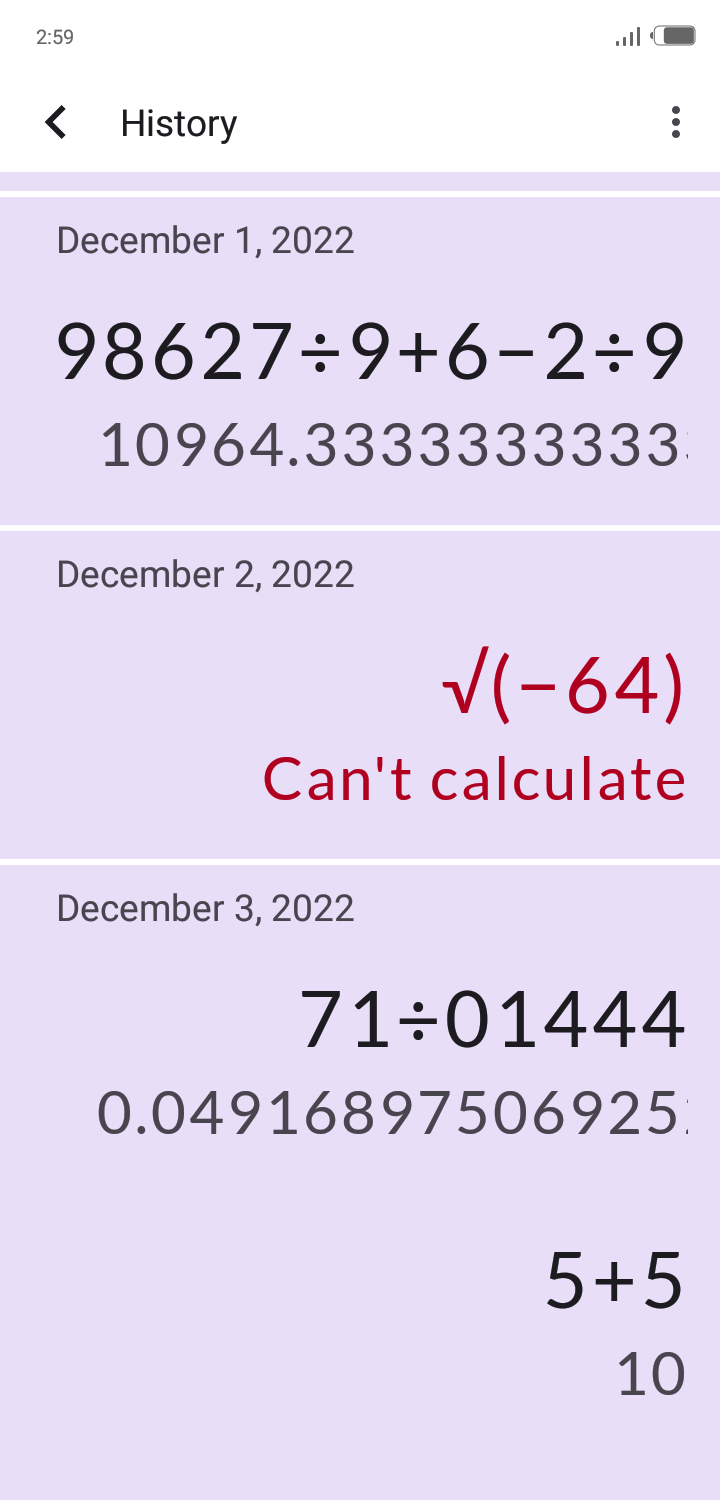 2:59
History
December 1, 2022
98627÷9+6−2÷9
10964.3333333333
December 2, 2022
√(−64)
Can't calculate
December 3, 2022
71÷01444
0.04916897506925
5+5
10